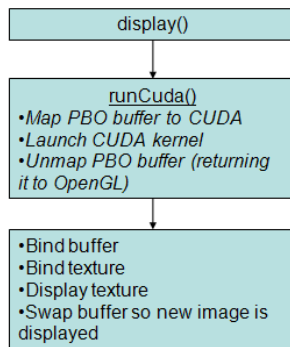 display()
runCuda()
•Map PBO buffer to CUDA
•Launch CUDA kernel
•Unmap PBO buffer (returning
it to OpenGL)
•Bind buffer
•Bind texture
•Display texture
•Swap buffer so new image is
displayed